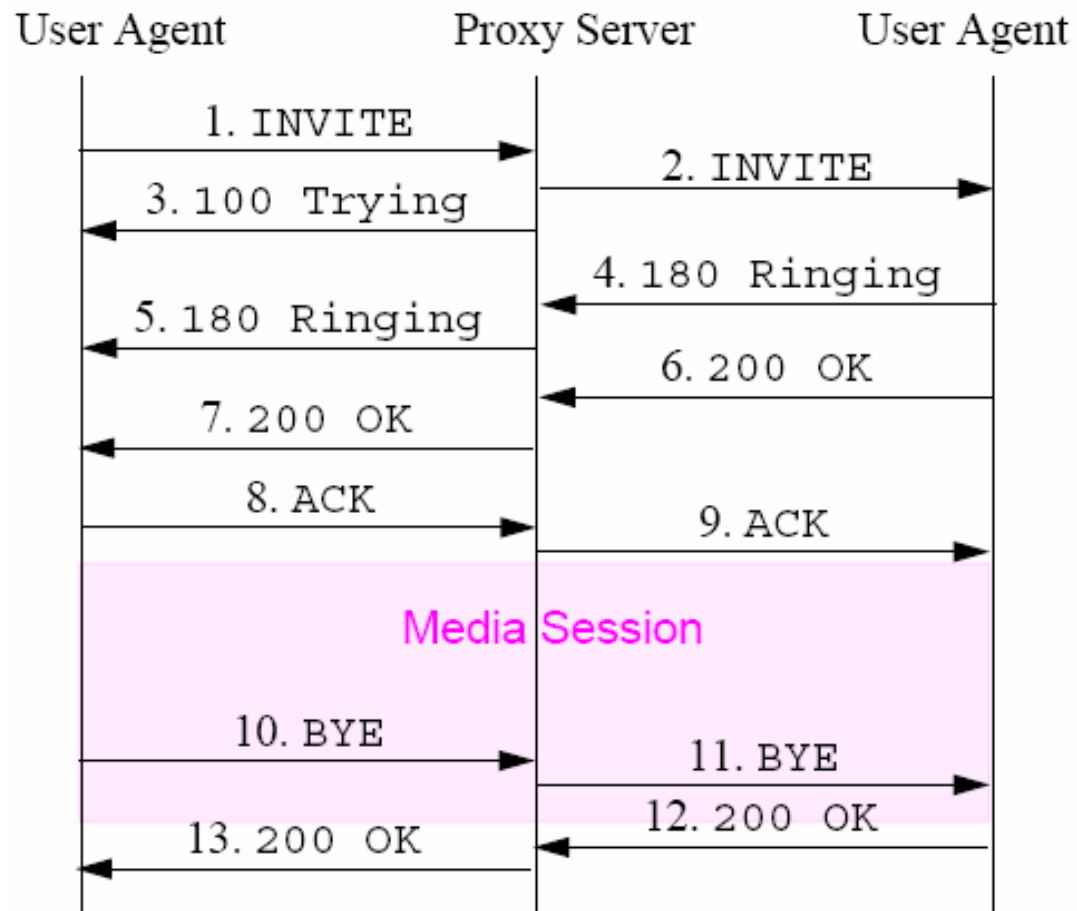 User Agent Proxy Server User Agent
1. INVITE
2. INVITE
3. 100 Trying
4. 180 Ringing
5. 180 Ringing
6. 200 OK
7. 200 OK
8. ACK
9. ACK
Media Session
10. BYE
11. BYE
12. 200 OK
13. 200 OK